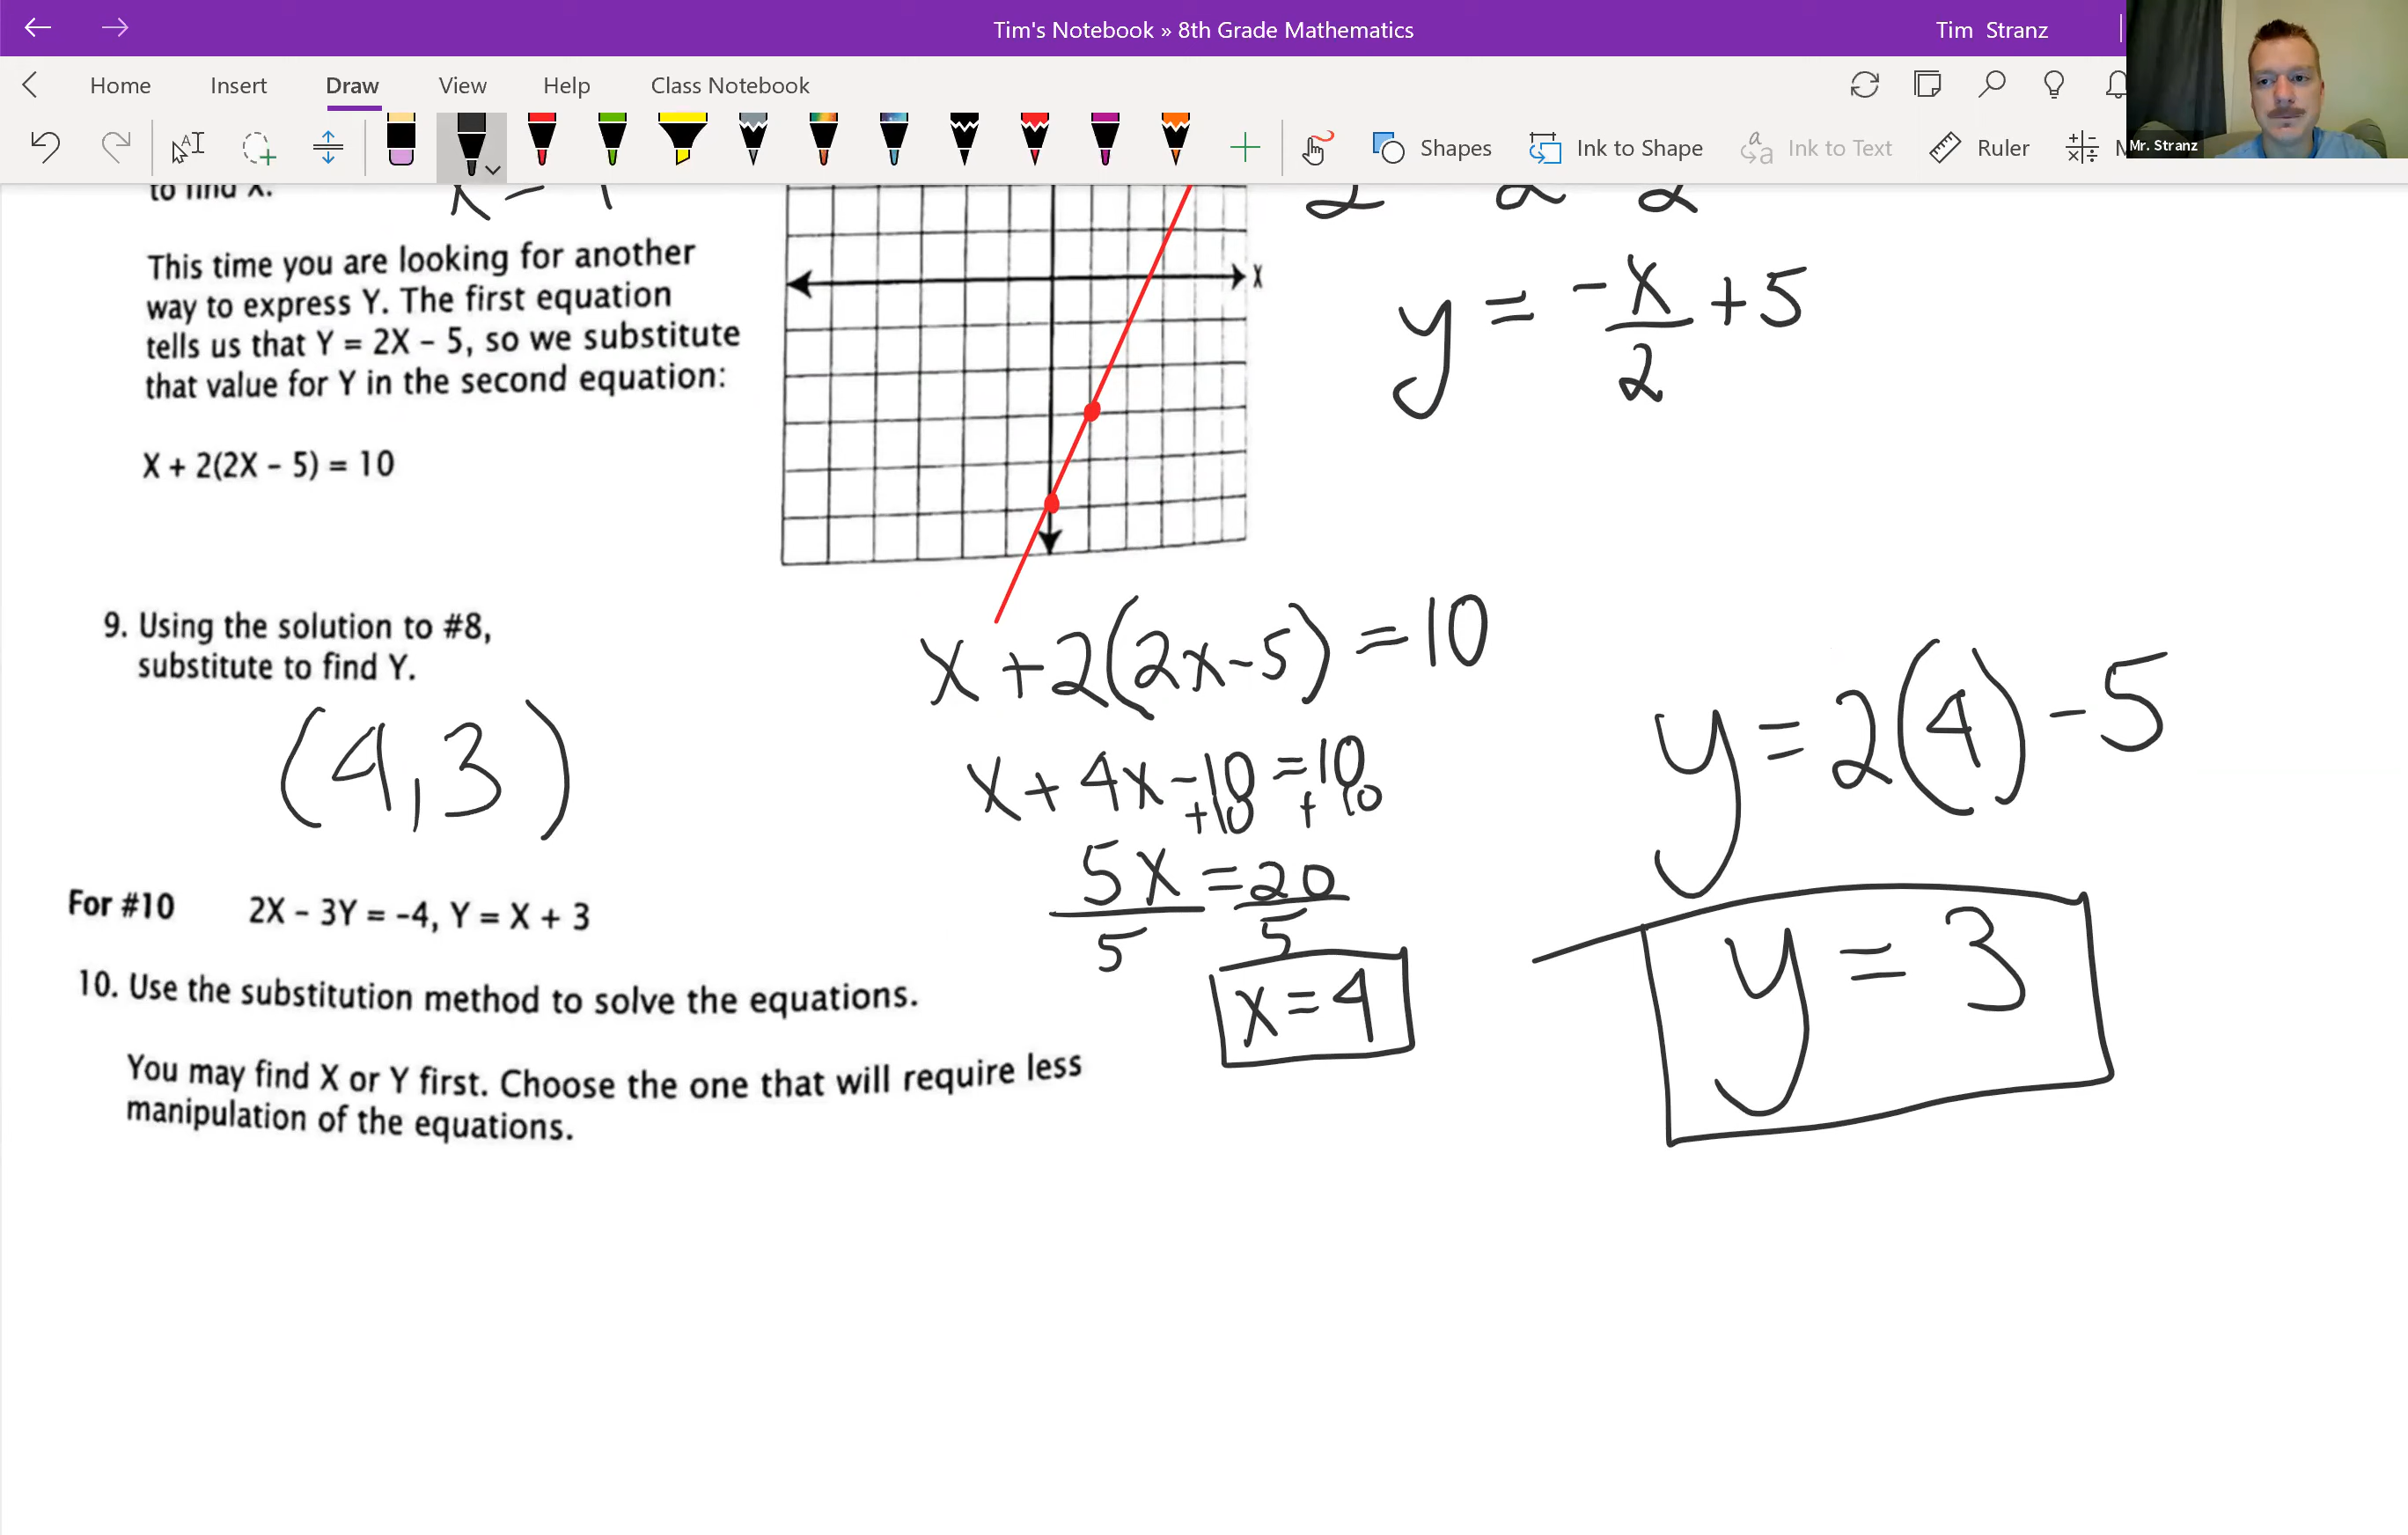 Tim's Notebook » 8th Grade Mathematics
Tim Stranz
Home Insert Draw View Help Class Notebook
Shapes Ink to Shape Ink to Text Ruler M
Mr. Stranz
to find X.
This time you are looking for another
way to express Y. The first equation
tells us that Y = 2X – 5, so we substitute
that value for Y in the second equation:
X + 2(2X – 5) = 10
X
2 2 2
y = -x/2 + 5
9. Using the solution to #8,
substitute to find Y.
(4,3)
x + 2(2x-5) = 10
x + 4x - 10 = 10
+10 + 10
5x = 20
5 5
x = 4
y = 2(4) - 5
y = 3
For #10 2X – 3Y = –4, Y = X + 3
10. Use the substitution method to solve the equations.
You may find X or Y first. Choose the one that will require less
manipulation of the equations.